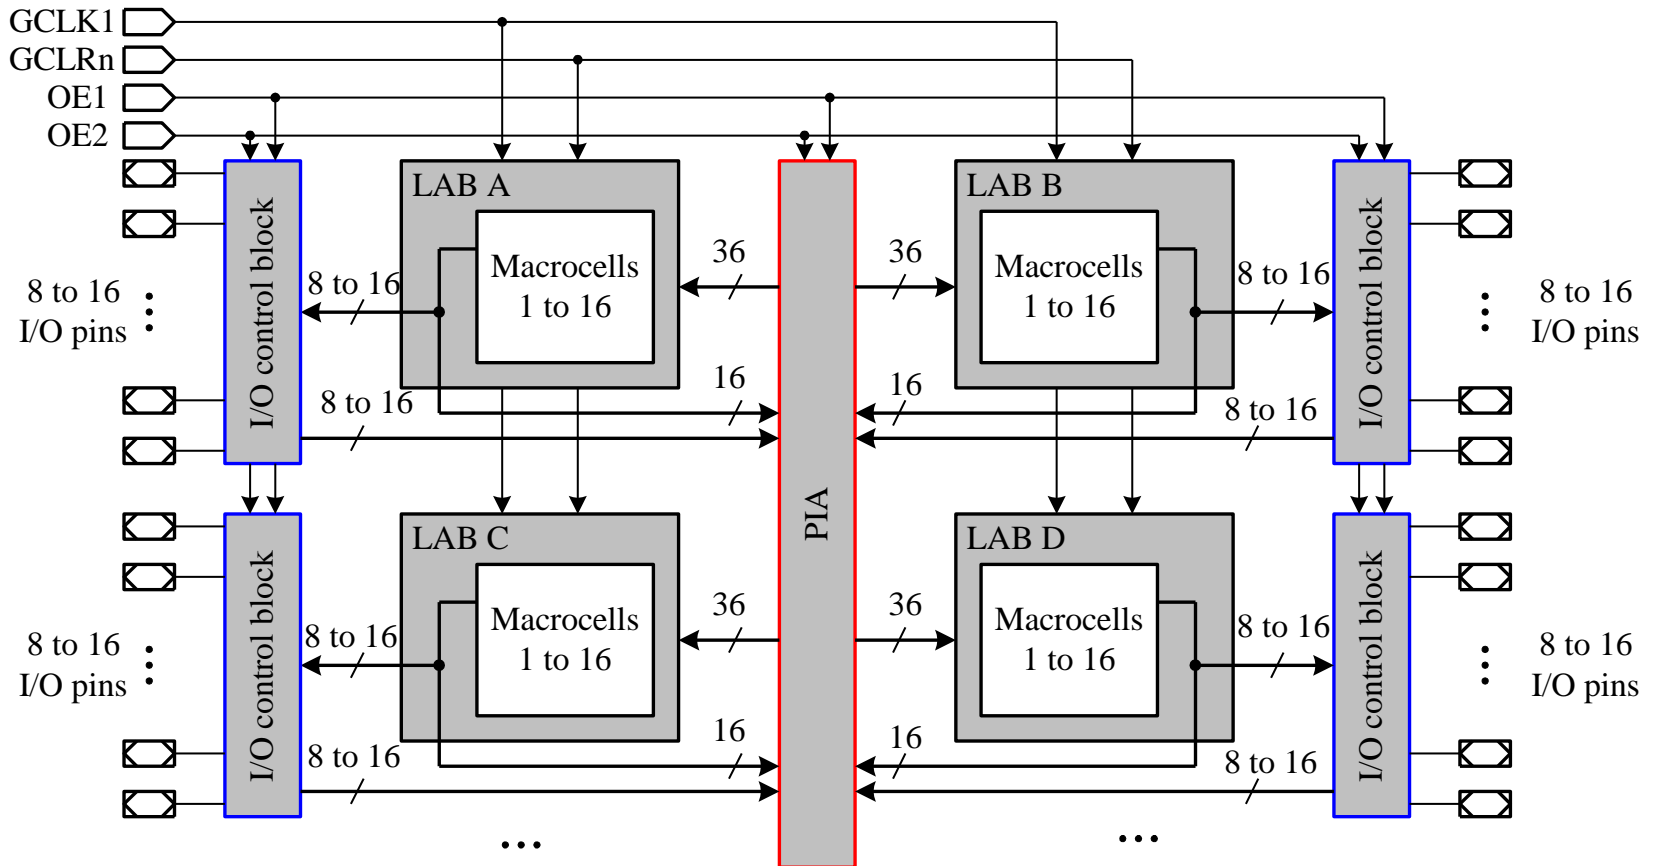 GCLK1
GCLRn
OE1
OE2
LAB A
LAB B
I/O control block
I/O control block
36
36
Macrocells
1 to 16
Macrocells
1 to 16
8 to 16
8 to 16
8 to 16
I/O pins
8 to 16
I/O pins
16
16
8 to 16
8 to 16
PIA
LAB C
LAB D
I/O control block
I/O control block
36
36
Macrocells
1 to 16
Macrocells
1 to 16
8 to 16
8 to 16
8 to 16
I/O pins
8 to 16
I/O pins
16
16
8 to 16
8 to 16